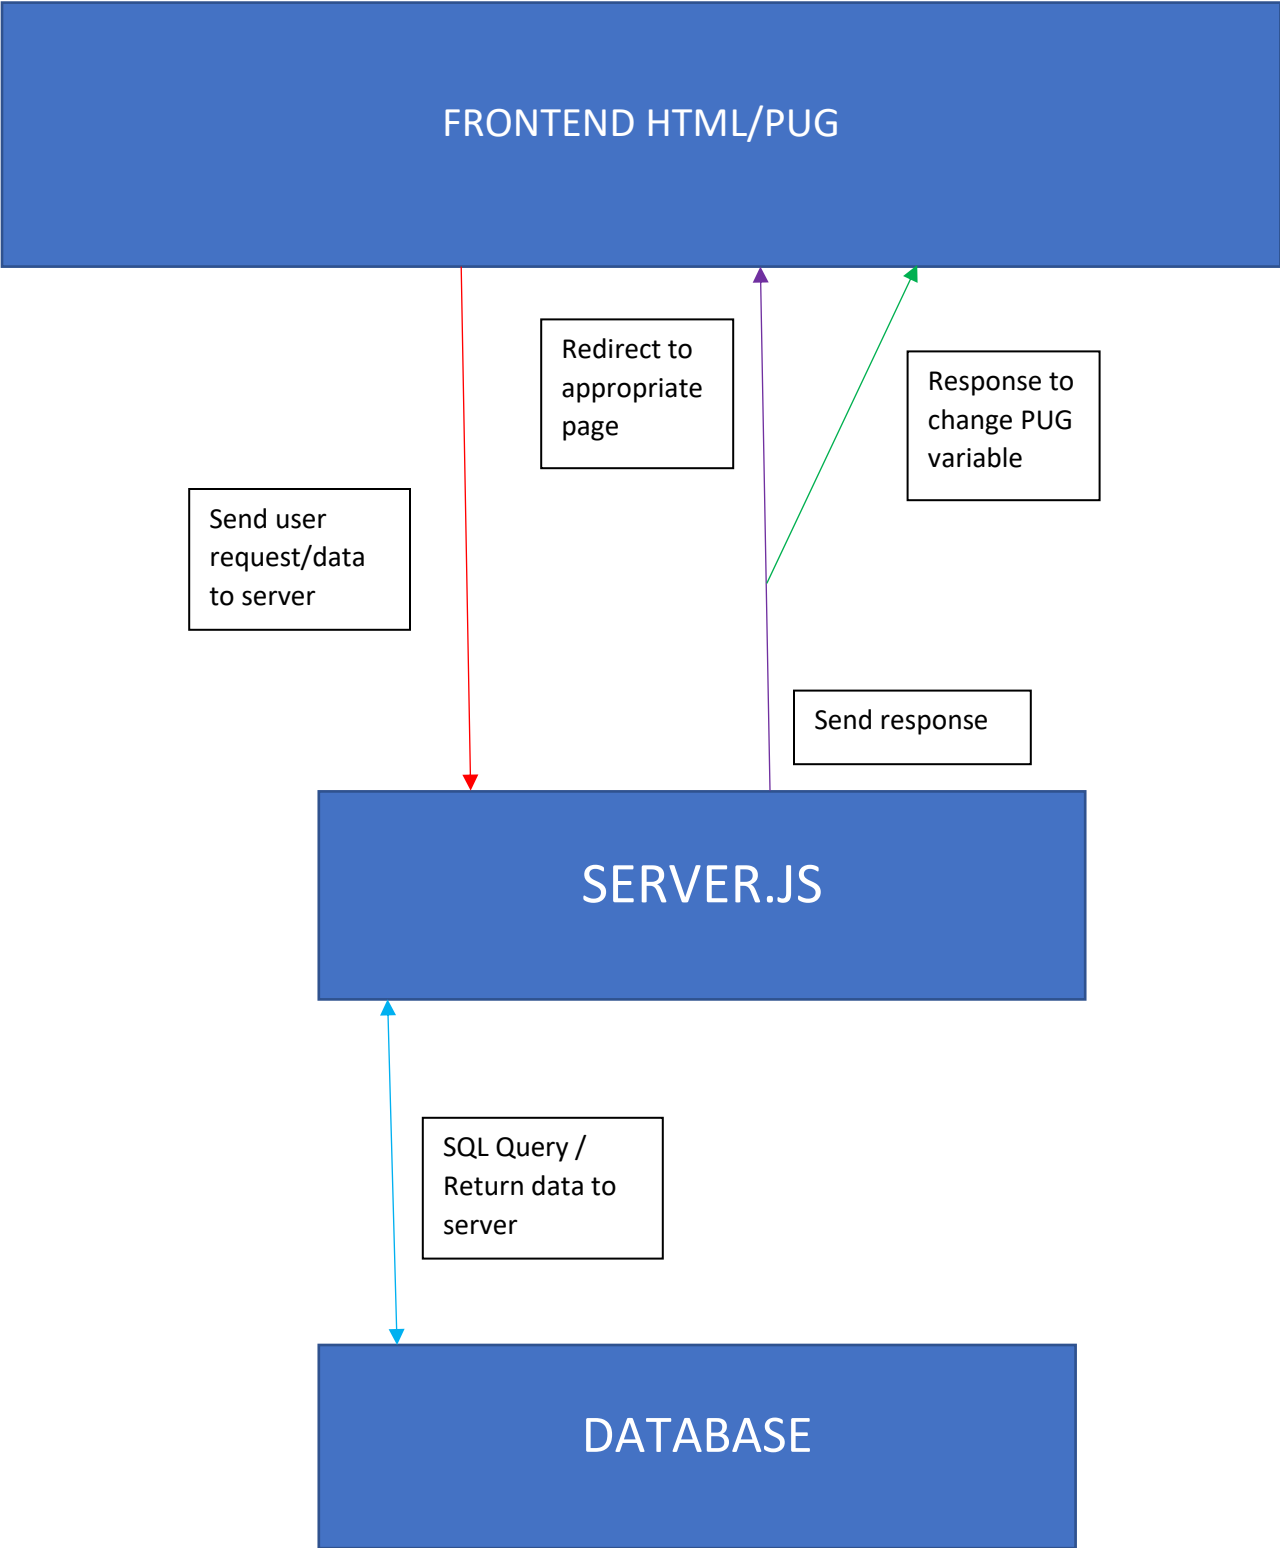 FRONTEND HTML/PUG
Redirect to
appropriate
page
Response to
change PUG
variable
Send user
request/data
to server
Send response
SERVER.JS
SQL Query /
Return data to
server
DATABASE